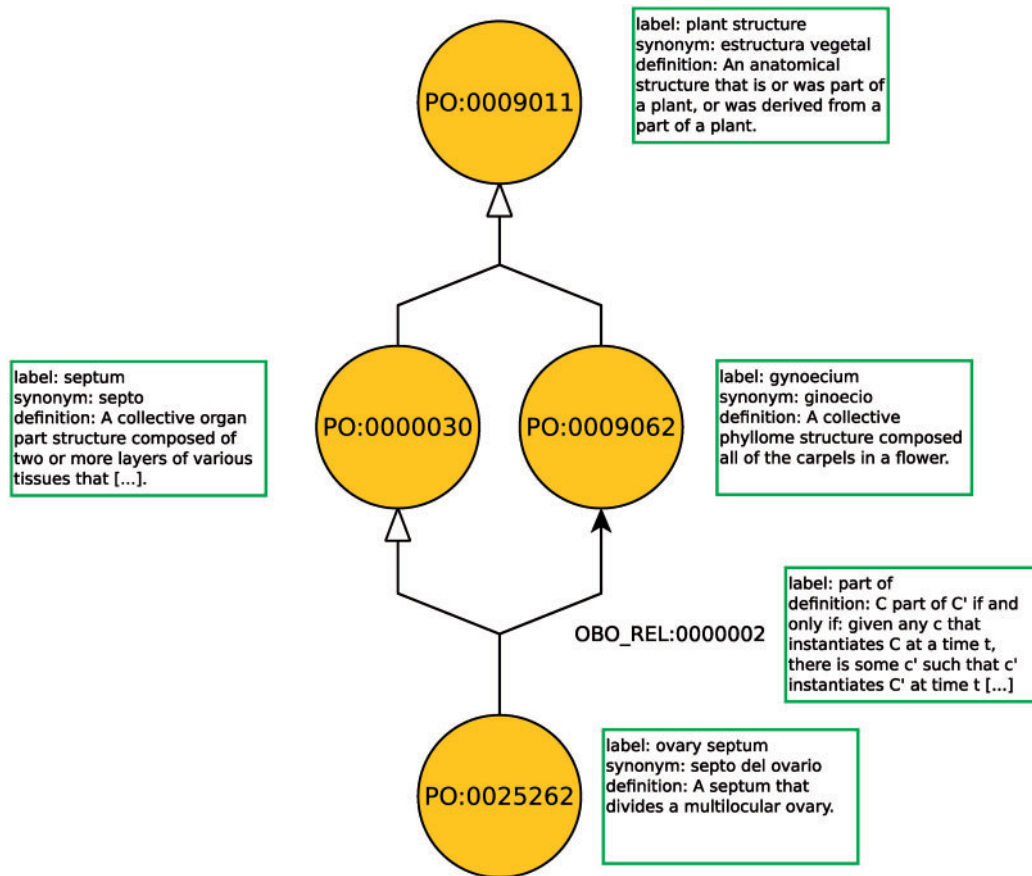 label: plant structure
synonym: estructura vegetal
definition: An anatomical
structure that is or was part of
a plant, or was derived from a
part of a plant.
PO:0009011
label: septum
synonym: septo
definition: A collective organ
part structure composed of
two or more layers of various
tissues that [...].
PO:0000030
PO:0009062
label: gynoecium
synonym: ginoecio
definition: A collective
phyllome structure composed
all of the carpels in a flower.
OBO_REL:0000002
label: part of
definition: C part of C' if and
only if: given any c that
instantiates C at a time t,
there is some c' such that c'
instantiates C' at time t [...]
PO:0025262
label: ovary septum
synonym: septo del ovario
definition: A septum that
divides a multilocular ovary.